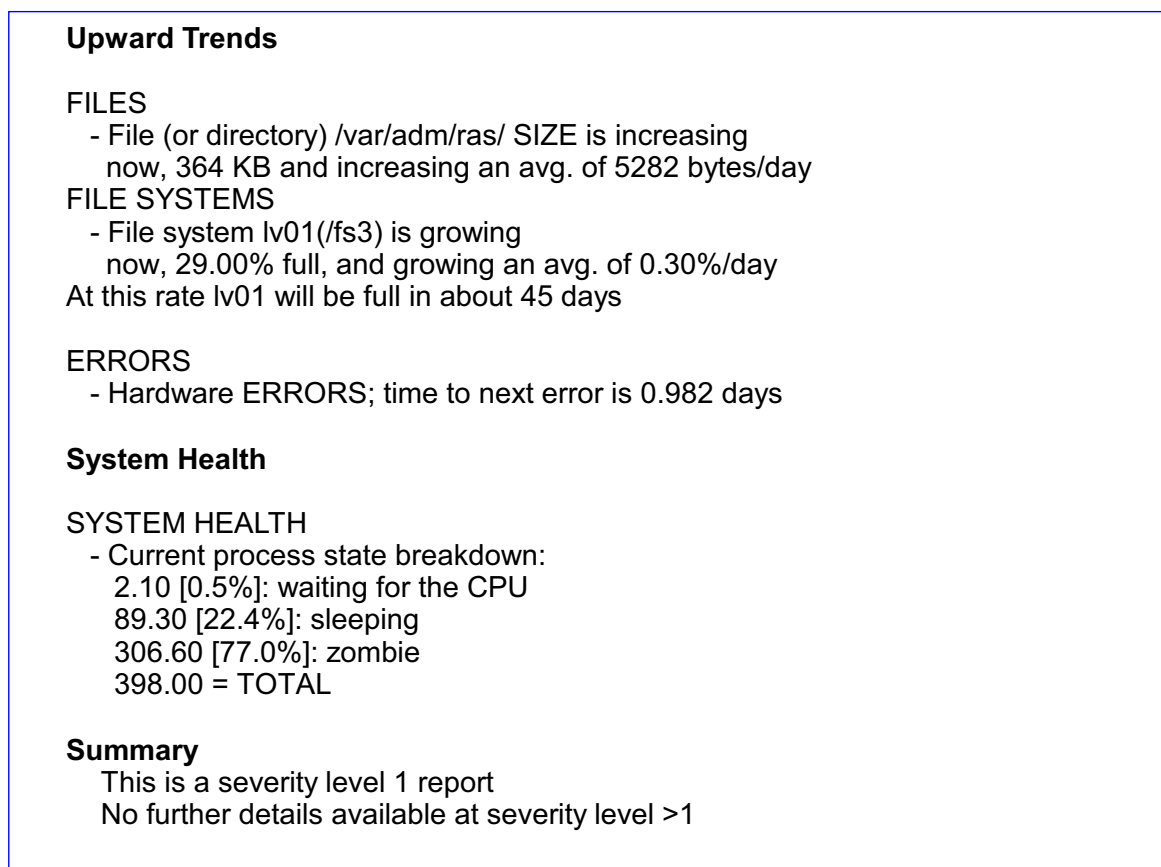 Upward Trends
FILES
- File (or directory) /var/adm/ras/ SIZE is increasing
now, 364 KB and increasing an avg. of 5282 bytes/day
FILE SYSTEMS
- File system lv01(/fs3) is growing
now, 29.00% full, and growing an avg. of 0.30%/day
At this rate lv01 will be full in about 45 days
ERRORS
- Hardware ERRORS; time to next error is 0.982 days
System Health
SYSTEM HEALTH
- Current process state breakdown:
2.10 [0.5%]: waiting for the CPU
89.30 [22.4%]: sleeping
306.60 [77.0%]: zombie
398.00 = TOTAL
Summary
This is a severity level 1 report
No further details available at severity level >1